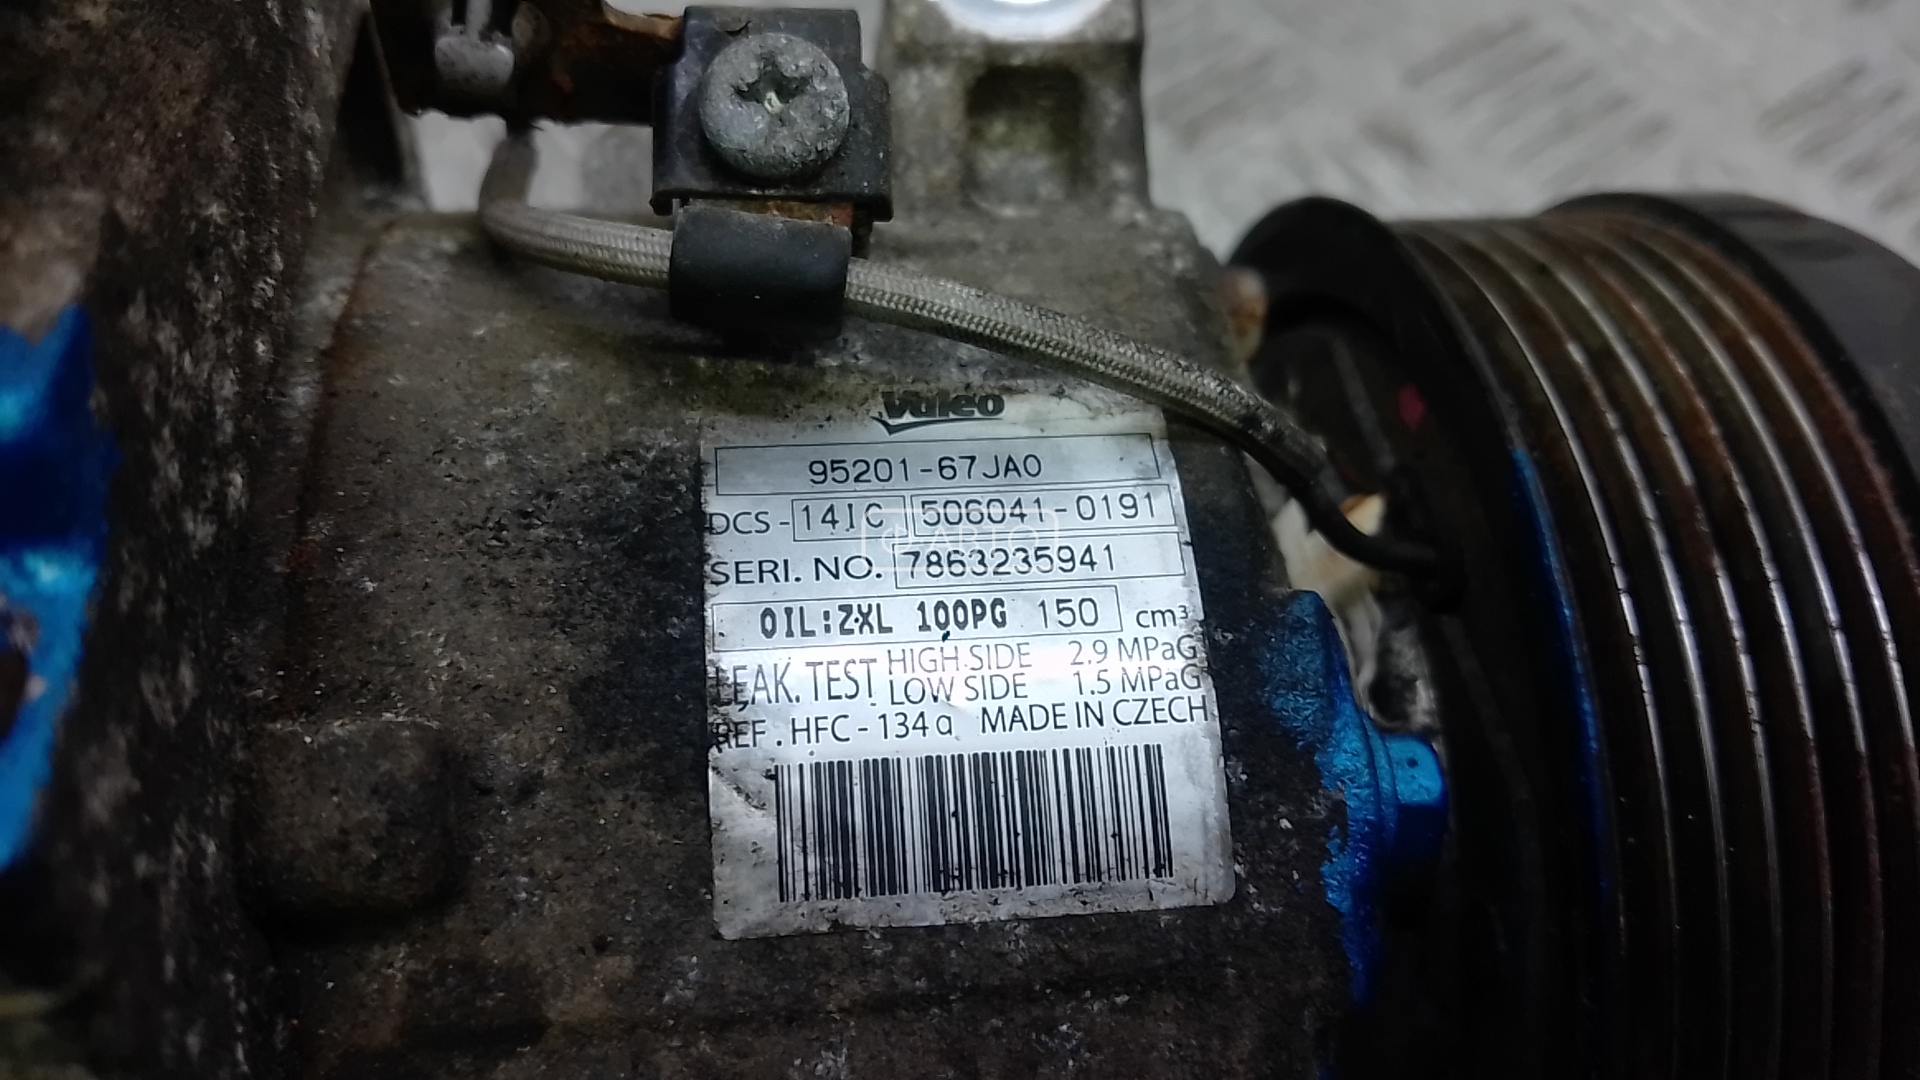 Valeo
95201-67JA0
DCS-14IC 506041-0191
ФАВТО
SERI. NO. 7863235941
OIL:ZXL 100PG 150 cm³
LEAK. TEST HIGH SIDE 2.9 MPaG
LOW SIDE 1.5 MPaG
REF. HFC-134a MADE IN CZECH